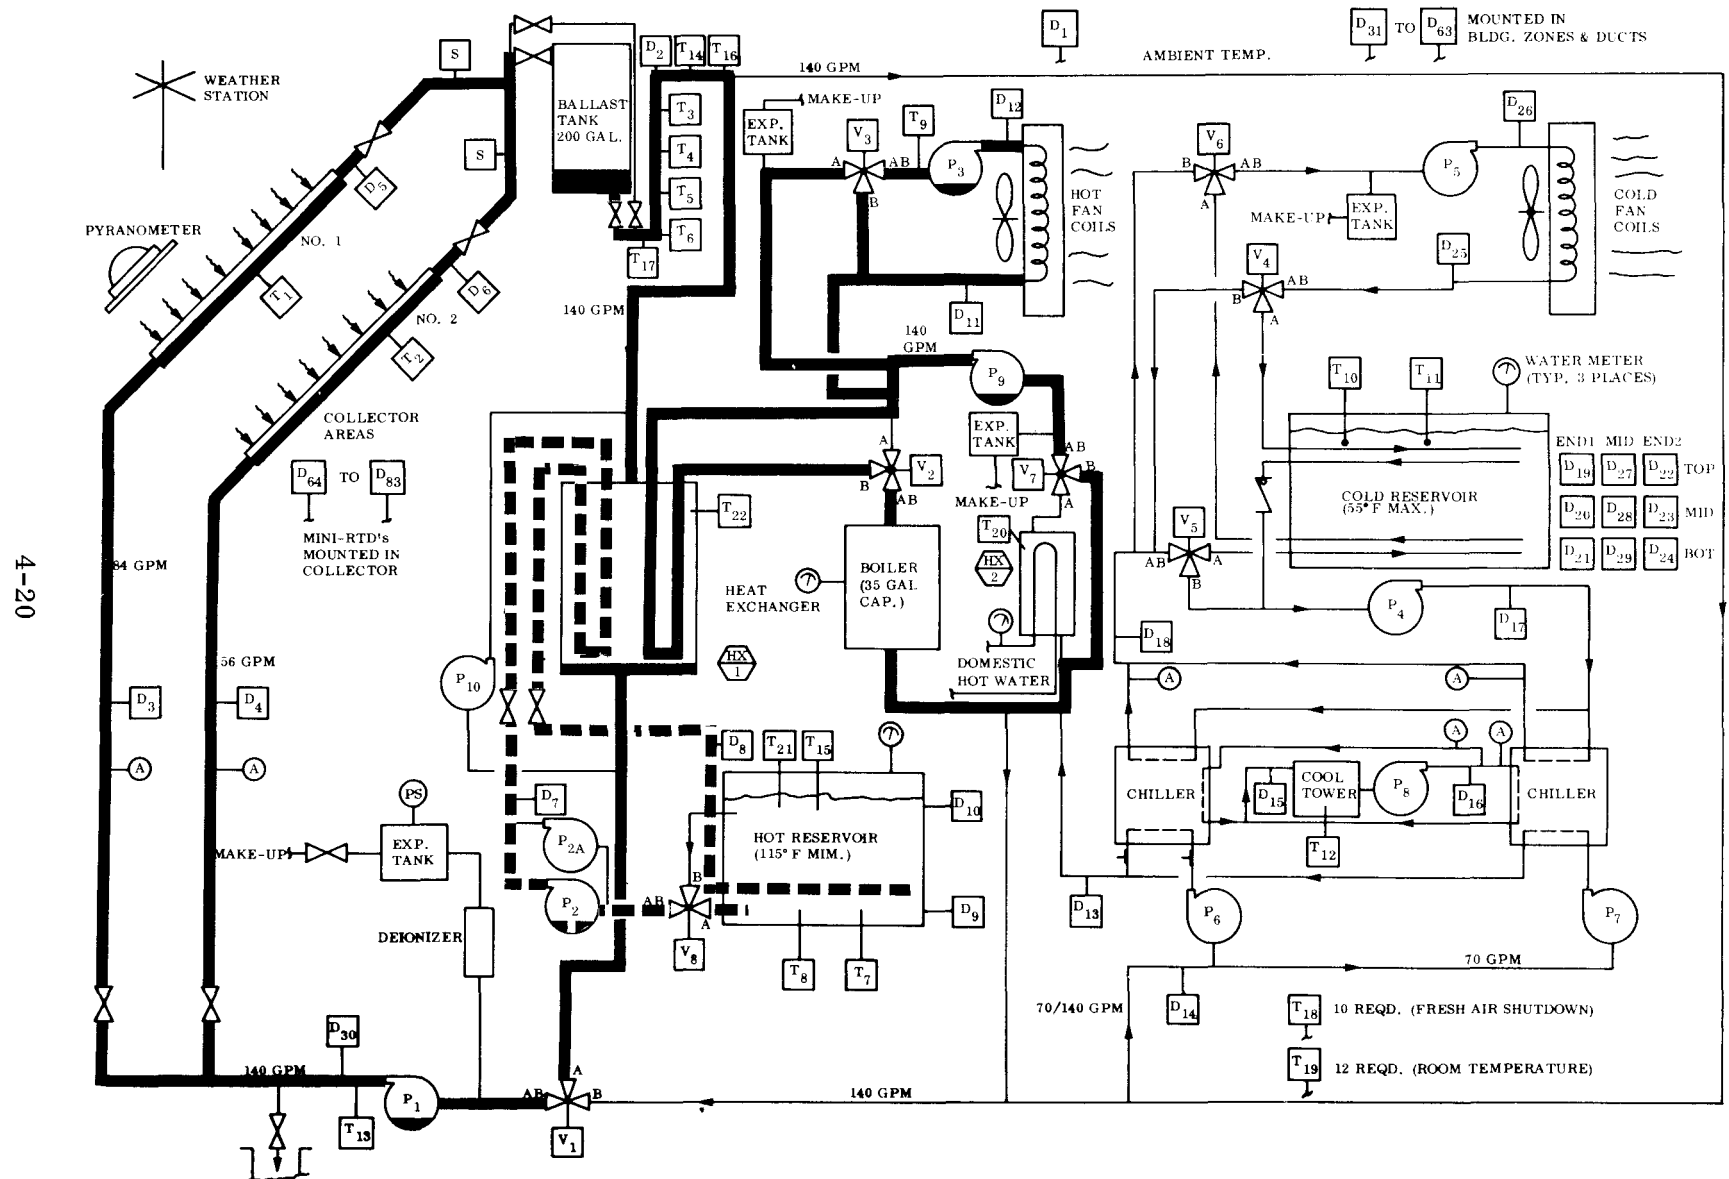 WEATHER
STATION
S
S
BALLAST
TANK
200 GAL.
D2
T14
T16
T3
T4
T5
T6
T17
140 GPM
D1
AMBIENT TEMP.
D31 TO D63
MOUNTED IN
BLDG. ZONES & DUCTS
MAKE-UP
EXP.
TANK
V3
A
AB
B
T9
P3
D12
HOT
FAN
COILS
D11
V6
B
AB
A
P5
D26
MAKE-UP
EXP.
TANK
COLD
FAN
COILS
D25
V4
AB
B
A
PYRANOMETER
NO. 1
D5
T1
NO. 2
D6
T2
140 GPM
COLLECTOR
AREAS
D64 TO D83
MINI-RTD's
MOUNTED IN
COLLECTOR
140
GPM
P9
EXP.
TANK
MAKE-UP
AB
V7
B
A
A
V2
B
AB
T22
T20
HX
2
BOILER
(35 GAL
CAP.)
HEAT
EXCHANGER
HX
1
DOMESTIC
HOT WATER
T10
T11
WATER METER
(TYP. 3 PLACES)
COLD RESERVOIR
(55°F MAX.)
END1 MID END2
D19 D27 D22 TOP
D26 D28 D23 MID
D21 D29 D24 BOT
V5
AB
A
B
P4
D17
D18
4-20
84 GPM
56 GPM
D3
D4
A
A
P10
PS
EXP.
TANK
MAKE-UP
DEIONIZER
D7
P2A
P2
D8
T21
T15
D10
HOT RESERVOIR
(115°F MIM.)
B
AB
A
V8
D9
T8
T7
A
A
A
A
CHILLER
D15
COOL
TOWER
P8
D16
CHILLER
T12
D13
P6
P7
70 GPM
70/140 GPM
D14
T18
10 REQD. (FRESH AIR SHUTDOWN)
T19
12 REQD. (ROOM TEMPERATURE)
D30
140 GPM
T13
P1
A
AB
B
V1
140 GPM